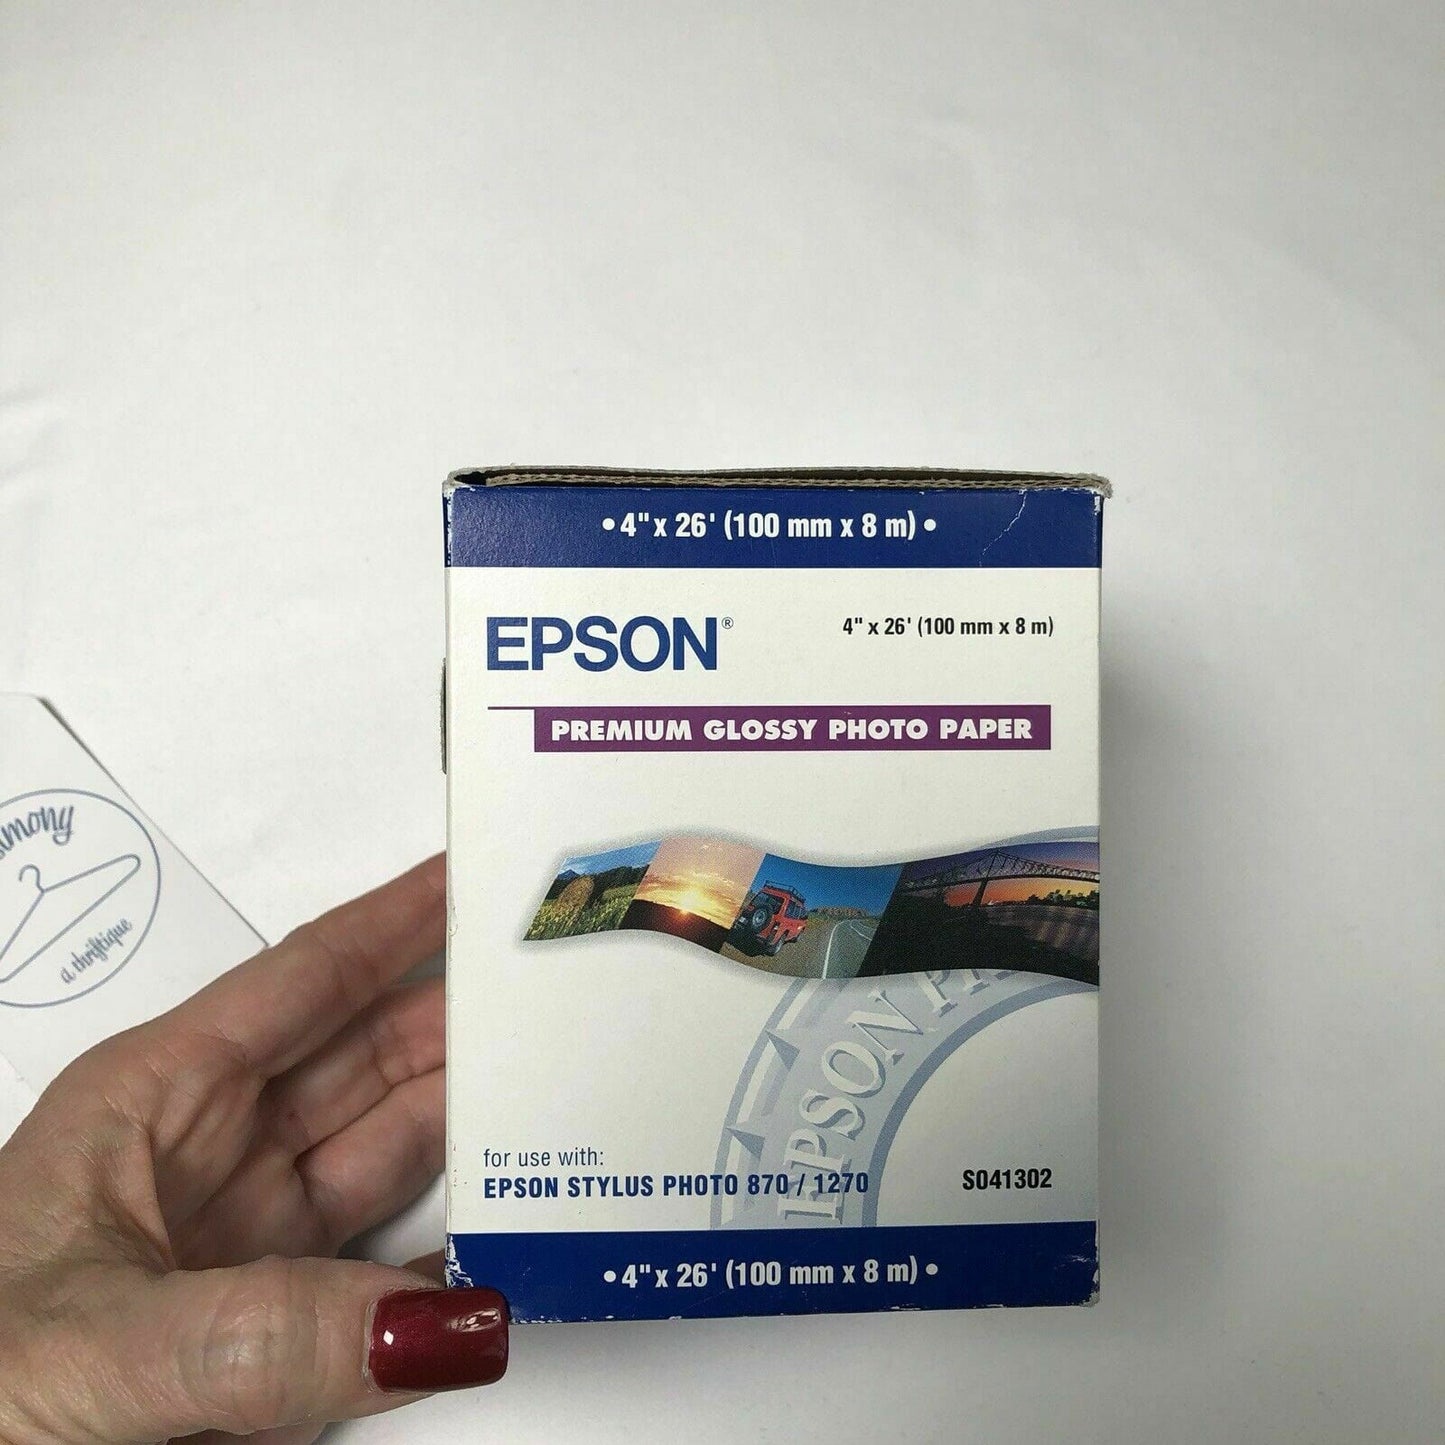 • 4" x 26' (100 mm x 8 m) •
EPSON®
4" x 26' (100 mm x 8 m)
PREMIUM GLOSSY PHOTO PAPER
EPSON
for use with:
EPSON STYLUS PHOTO 870 / 1270
S041302
• 4" x 26' (100 mm x 8 m) •
a thriftique